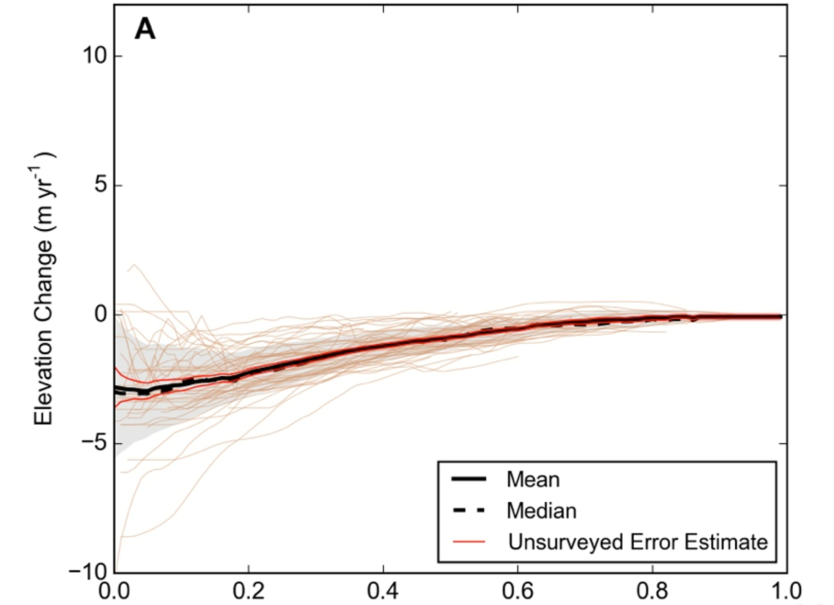 A
10
5
0
−5
−10
Elevation Change (m yr-1 )
Mean
Median
Unsurveyed Error Estimate
0.0 0.2 0.4 0.6 0.8 1.0